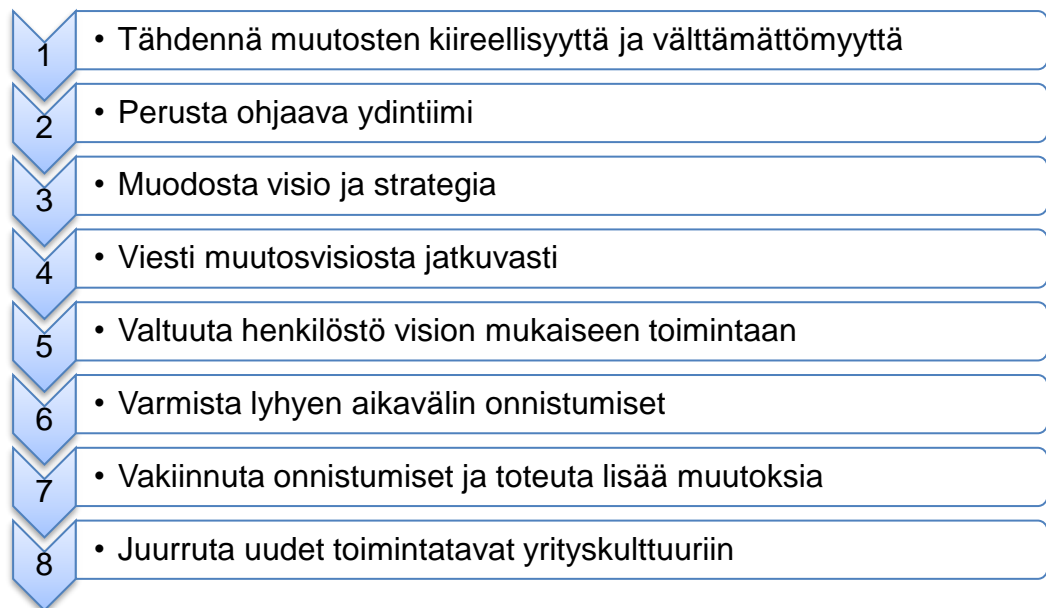 1 • Tähdennä muutosten kiireellisyyttä ja välttämättömyyttä
2 • Perusta ohjaava ydintiimi
3 • Muodosta visio ja strategia
4 • Viesti muutosvisiosta jatkuvasti
5 • Valtuuta henkilöstö vision mukaiseen toimintaan
6 • Varmista lyhyen aikavälin onnistumiset
7 • Vakiinnuta onnistumiset ja toteuta lisää muutoksia
8 • Juurruta uudet toimintatavat yrityskulttuuriin